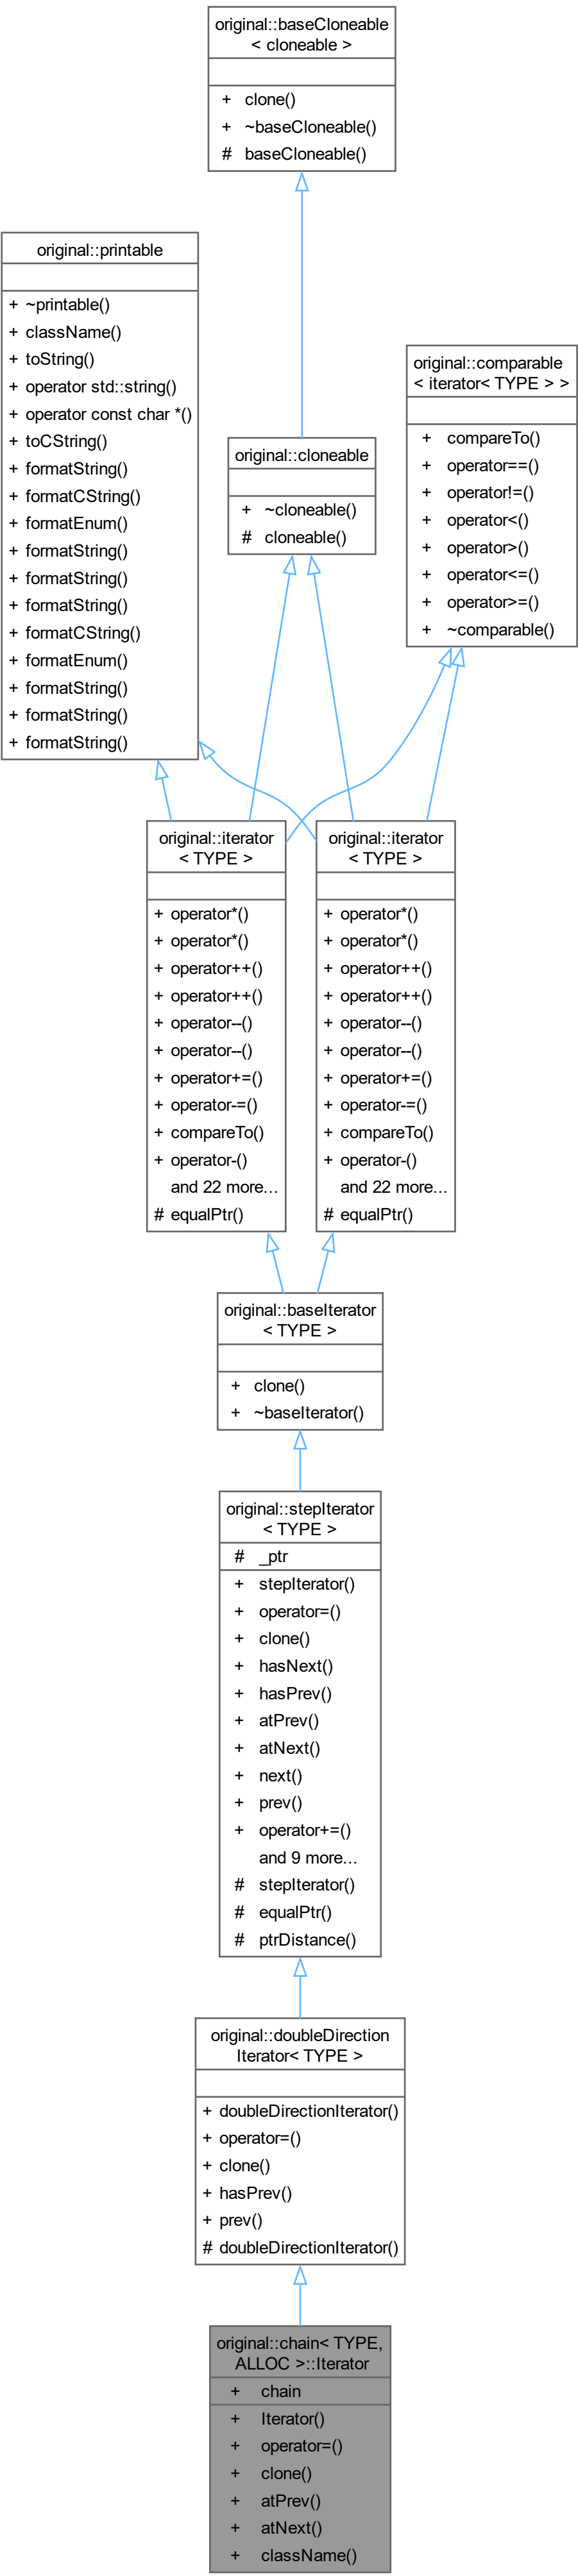 original::baseCloneable
< cloneable >
+ clone()
+ ~baseCloneable()
# baseCloneable()
original::printable
+ ~printable()
+ className()
+ toString()
+ operator std::string()
+ operator const char *()
+ toCString()
+ formatString()
+ formatCString()
+ formatEnum()
+ formatString()
+ formatString()
+ formatString()
+ formatCString()
+ formatEnum()
+ formatString()
+ formatString()
+ formatString()
original::comparable
< iterator< TYPE > >
+ compareTo()
+ operator==()
+ operator!=()
+ operator<()
+ operator>()
+ operator<=()
+ operator>=()
+ ~comparable()
original::cloneable
+ ~cloneable()
# cloneable()
original::iterator
< TYPE >
+ operator*()
+ operator*()
+ operator++()
+ operator++()
+ operator--()
+ operator--()
+ operator+=()
+ operator-=()
+ compareTo()
+ operator-()
and 22 more...
# equalPtr()
original::iterator
< TYPE >
+ operator*()
+ operator*()
+ operator++()
+ operator++()
+ operator--()
+ operator--()
+ operator+=()
+ operator-=()
+ compareTo()
+ operator-()
and 22 more...
# equalPtr()
original::baseIterator
< TYPE >
+ clone()
+ ~baseIterator()
original::stepIterator
< TYPE >
# _ptr
+ stepIterator()
+ operator=()
+ clone()
+ hasNext()
+ hasPrev()
+ atPrev()
+ atNext()
+ next()
+ prev()
+ operator+=()
and 9 more...
# stepIterator()
# equalPtr()
# ptrDistance()
original::doubleDirection
Iterator< TYPE >
+ doubleDirectionIterator()
+ operator=()
+ clone()
+ hasPrev()
+ prev()
# doubleDirectionIterator()
original::chain< TYPE,
ALLOC >::Iterator
+ chain
+ Iterator()
+ operator=()
+ clone()
+ atPrev()
+ atNext()
+ className()